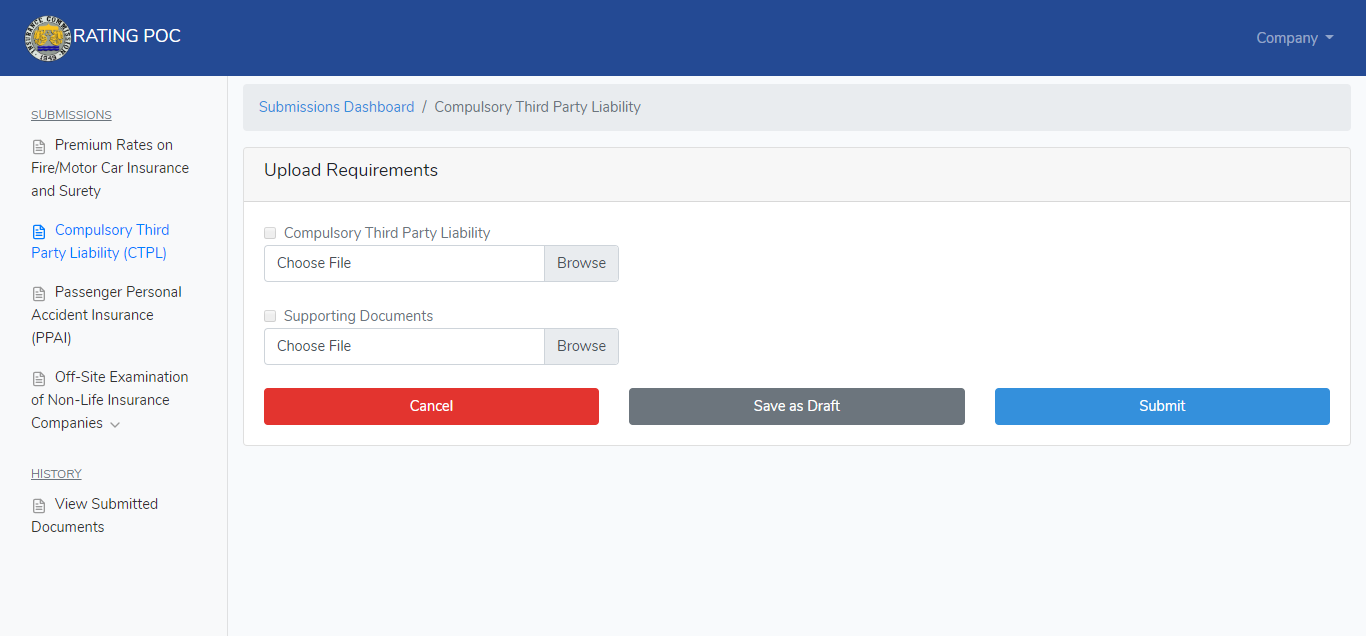 INSURANCE COMMISSION
1949
RATING POC
Company
SUBMISSIONS
Premium Rates on
Fire/Motor Car Insurance
and Surety
Compulsory Third
Party Liability (CTPL)
Passenger Personal
Accident Insurance
(PPAI)
Off-Site Examination
of Non-Life Insurance
Companies
HISTORY
View Submitted
Documents
Submissions Dashboard / Compulsory Third Party Liability
Upload Requirements
Compulsory Third Party Liability
Choose File Browse
Supporting Documents
Choose File Browse
Cancel Save as Draft Submit